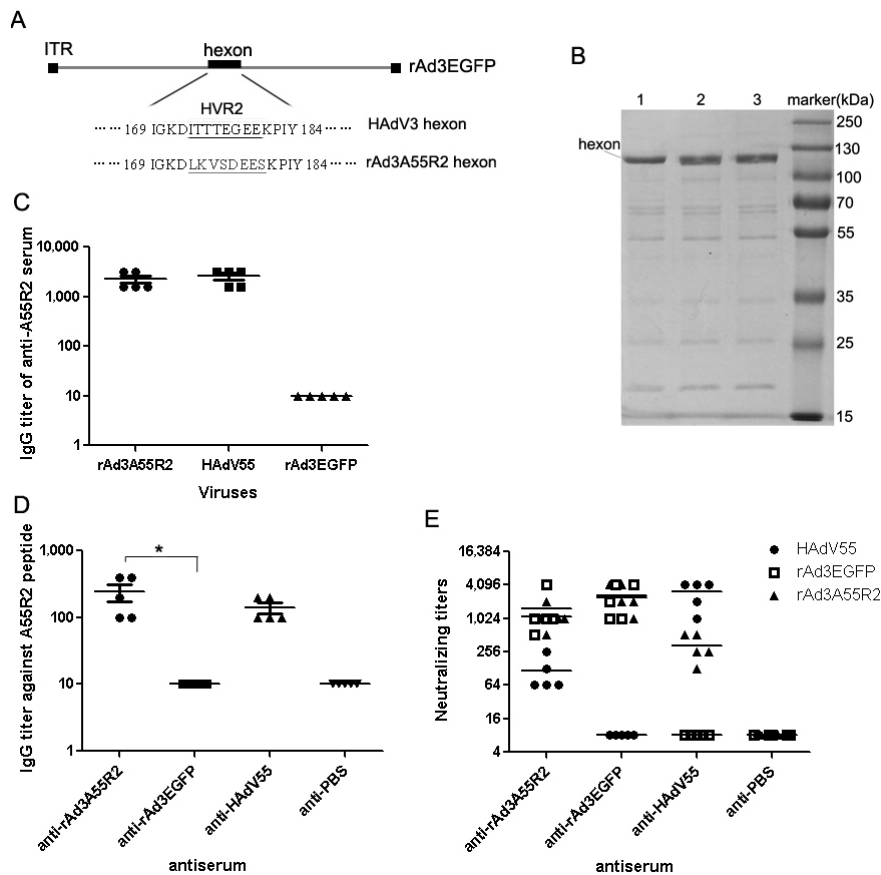 A
ITR
hexon
rAd3EGFP
HVR2
··· ··· 169 IGKDITTTEGEEKPIY 184 ··· ···
HAdV3 hexon
··· ··· 169 IGKDLKVSDEESKPIY 184 ··· ···
rAd3A55R2 hexon
B
1 2 3 marker(kDa)
hexon
250
130
100
70
55
35
25
15
C
IgG titer of anti-A55R2 serum
10,000
1,000
100
10
1
rAd3A55R2 HAdV55 rAd3EGFP
Viruses
D
IgG titer against A55R2 peptide
1,000
100
10
1
*
anti-rAd3A55R2
anti-rAd3EGFP
anti-HAdV55
anti-PBS
antiserum
E
Neutralizing titers
16,384
4,096
1,024
256
64
16
4
HAdV55
rAd3EGFP
rAd3A55R2
anti-rAd3A55R2
anti-rAd3EGFP
anti-HAdV55
anti-PBS
antiserum